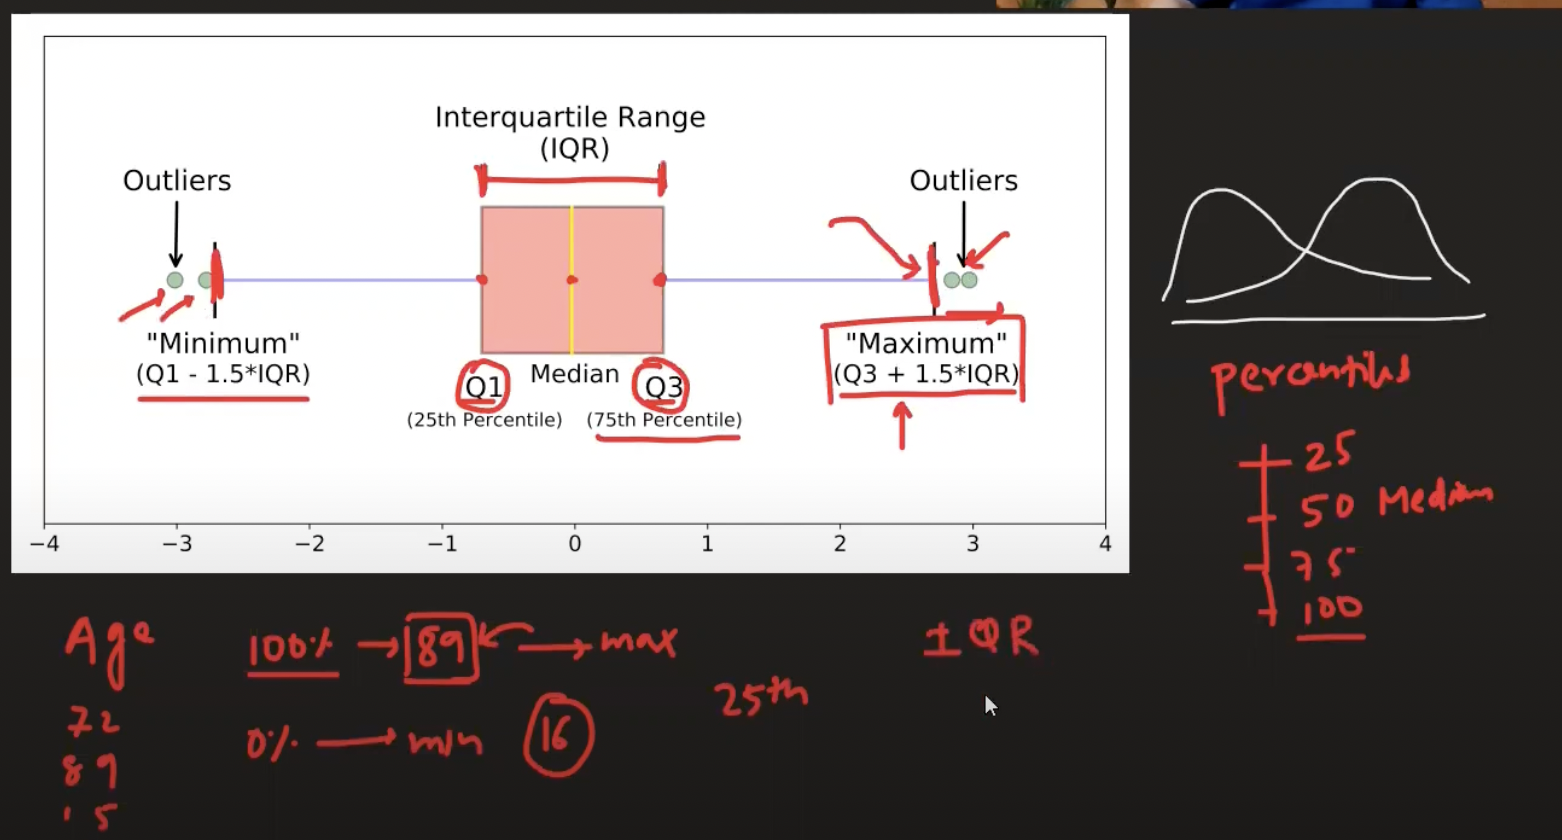 Interquartile Range
(IQR)
Outliers
Outliers
"Minimum"
(Q1 - 1.5*IQR)
Q1
(25th Percentile)
Median
Q3
(75th Percentile)
"Maximum"
(Q3 + 1.5*IQR)
−4 −3 −2 −1 0 1 2 3 4
percentiles
25
50 Median
75
100
Age
72
89
15
100% → 89 → max
0% → min 16
25th
IQR